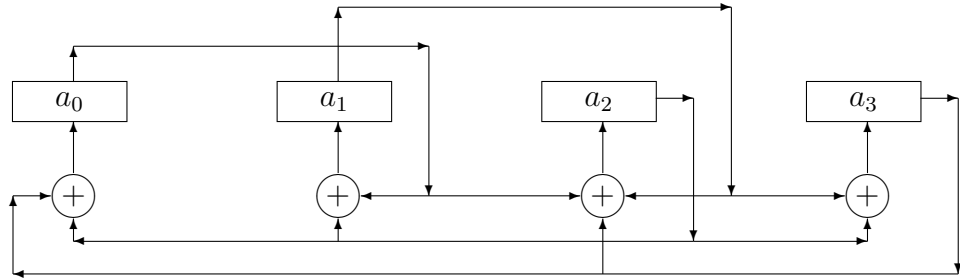 a₀ a₁ a₂ a₃
+ + + +